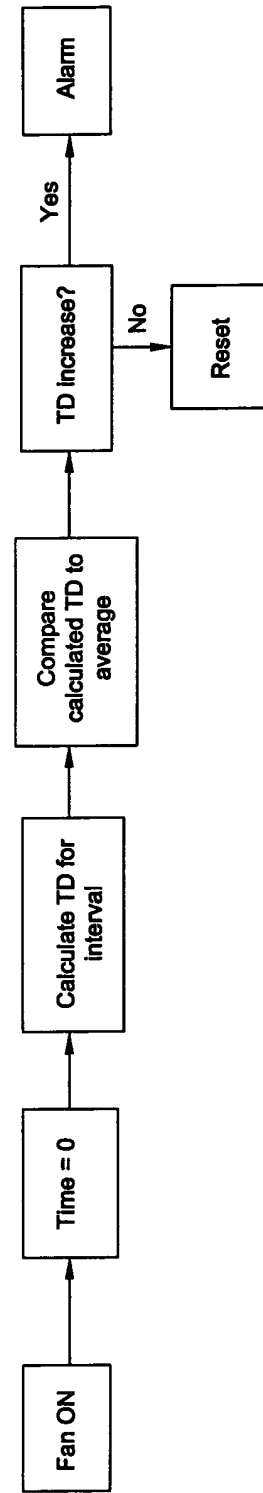 Fan ON
Time = 0
Calculate TD for
interval
Compare
calculated TD to
average
TD increase?
Yes
Alarm
No
Reset